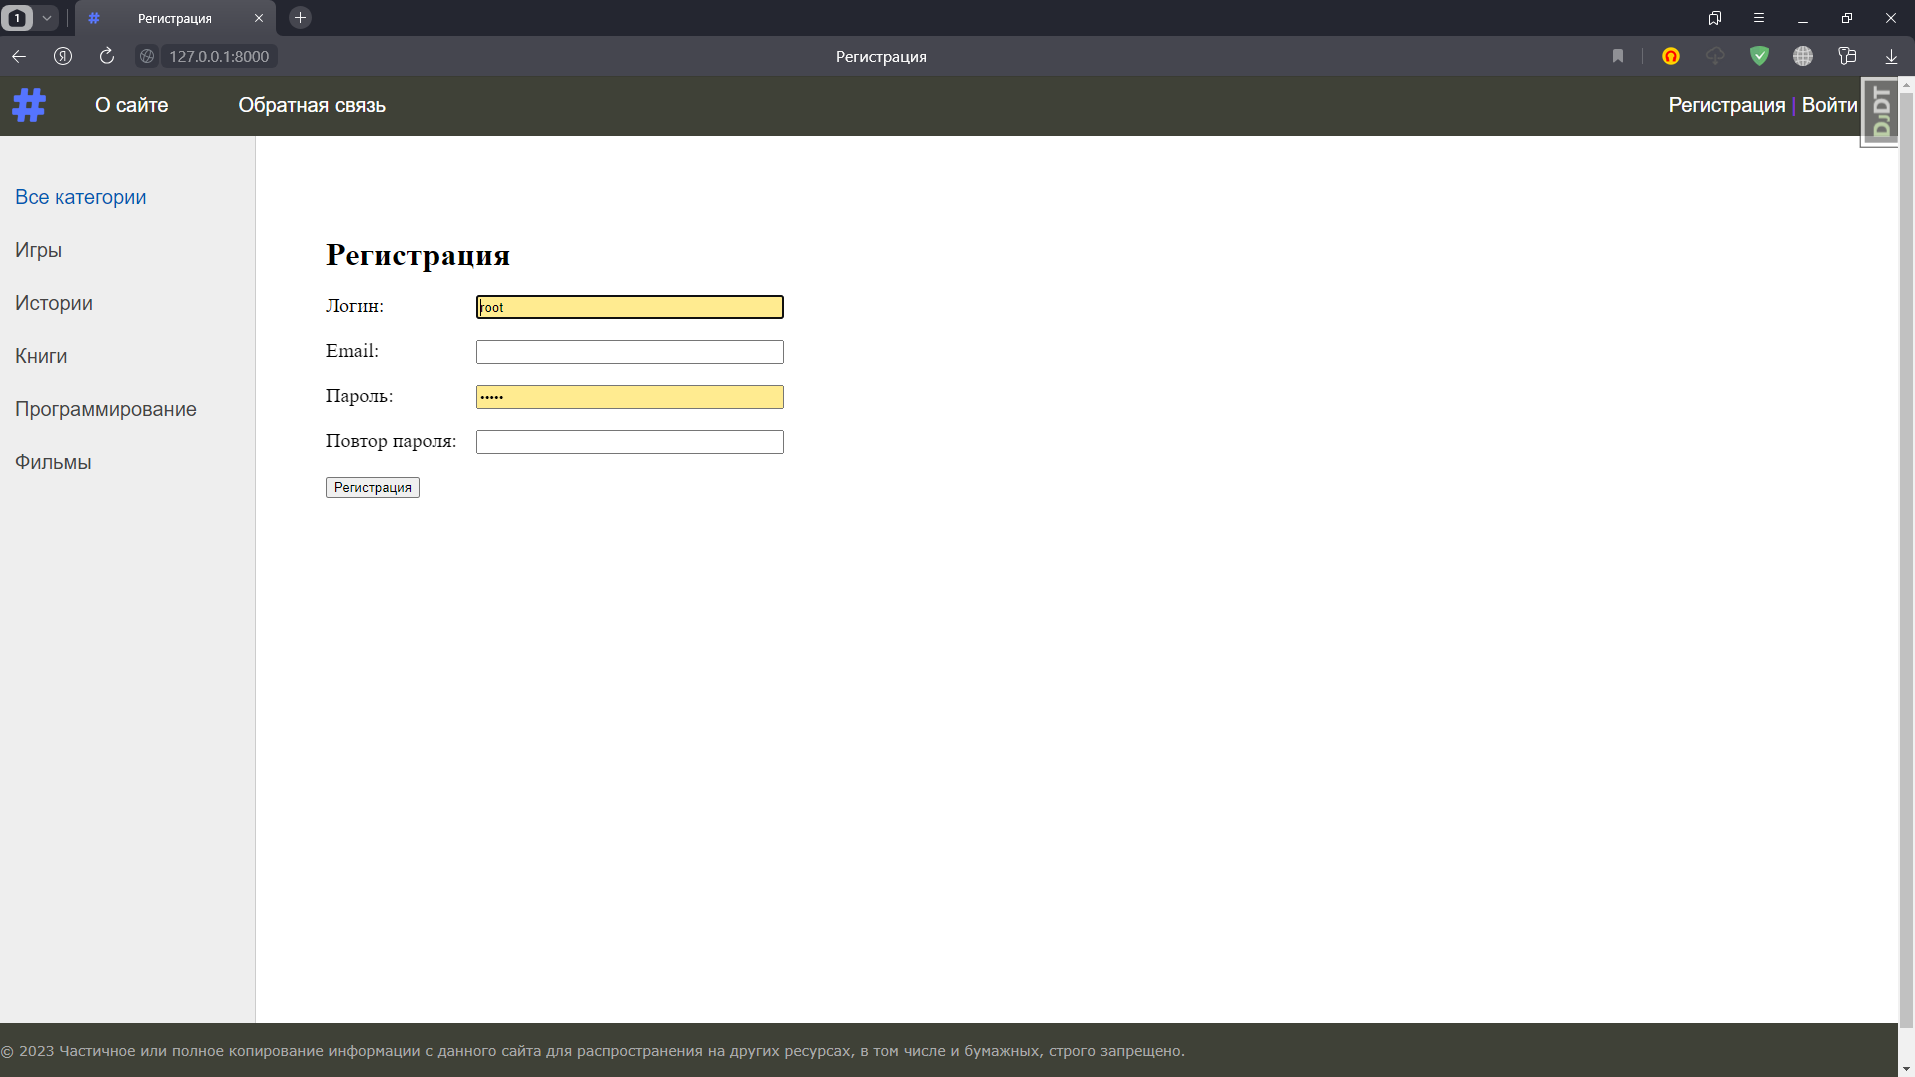 1
Регистрация
127.0.0.1:8000
Регистрация
О сайте
Обратная связь
Регистрация | Войти
DJDT
Все категории
Игры
Истории
Книги
Программирование
Фильмы
Регистрация
Логин:
root
Email:
Пароль:
•••••
Повтор пароля:
Регистрация
© 2023 Частичное или полное копирование информации с данного сайта для распространения на других ресурсах, в том числе и бумажных, строго запрещено.